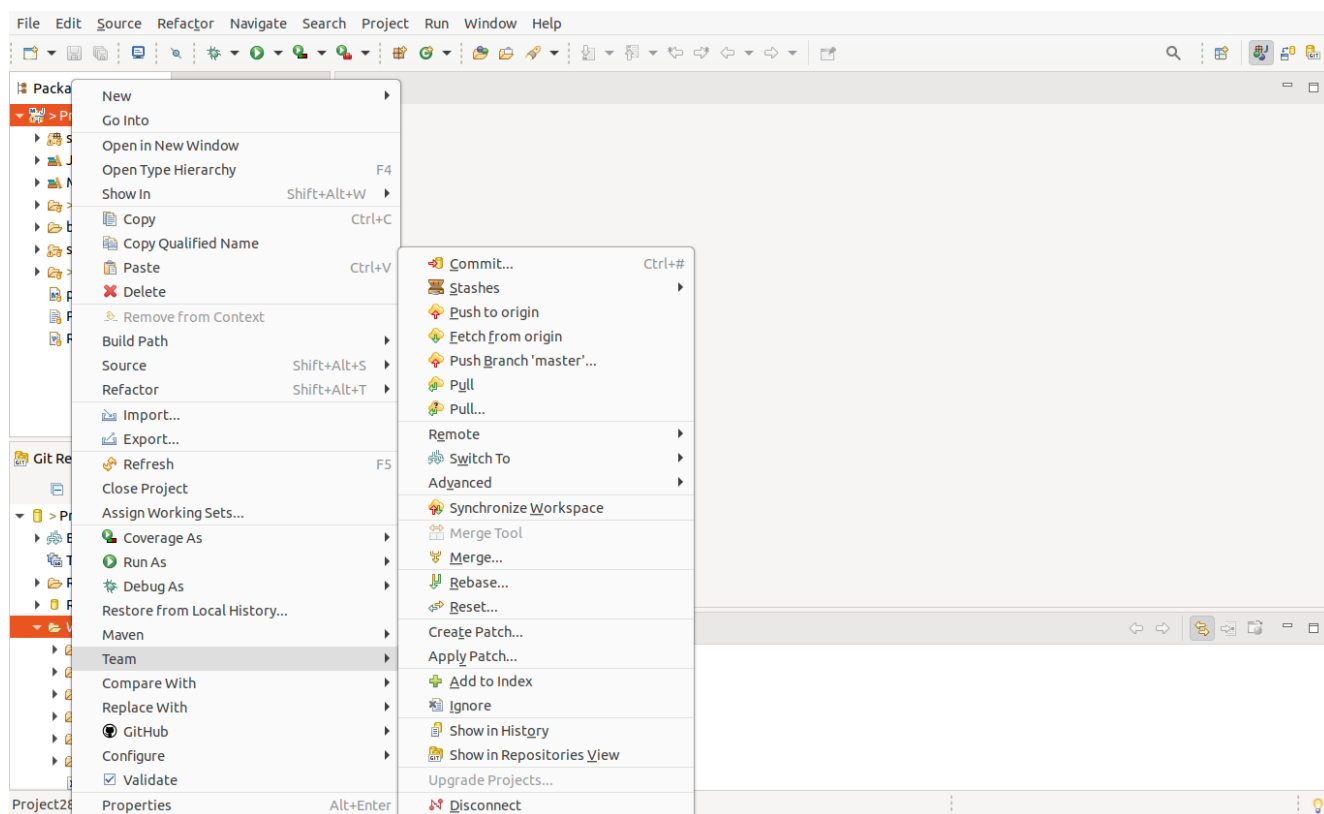 File Edit Source Refactor Navigate Search Project Run Window Help
Packa
New
> Pr
Go Into
s
Open in New Window
J
Open Type Hierarchy F4
M
Show In Shift+Alt+W
>
Copy Ctrl+C
b
Copy Qualified Name
s
Paste Ctrl+V
>
Delete
p
Remove from Context
P
Build Path
R
Source Shift+Alt+S
Refactor Shift+Alt+T
Import...
Export...
Git Re
Refresh F5
Close Project
Assign Working Sets...
> Pr
Coverage As
Run As
Debug As
Restore from Local History...
Maven
Team
Compare With
Replace With
GitHub
Configure
Validate
Properties Alt+Enter
Commit... Ctrl+#
Stashes
Push to origin
Fetch from origin
Push Branch 'master'...
Pull
Pull...
Remote
Switch To
Advanced
Synchronize Workspace
Merge Tool
Merge...
Rebase...
Reset...
Create Patch...
Apply Patch...
Add to Index
Ignore
Show in History
Show in Repositories View
Upgrade Projects...
Disconnect
Project28